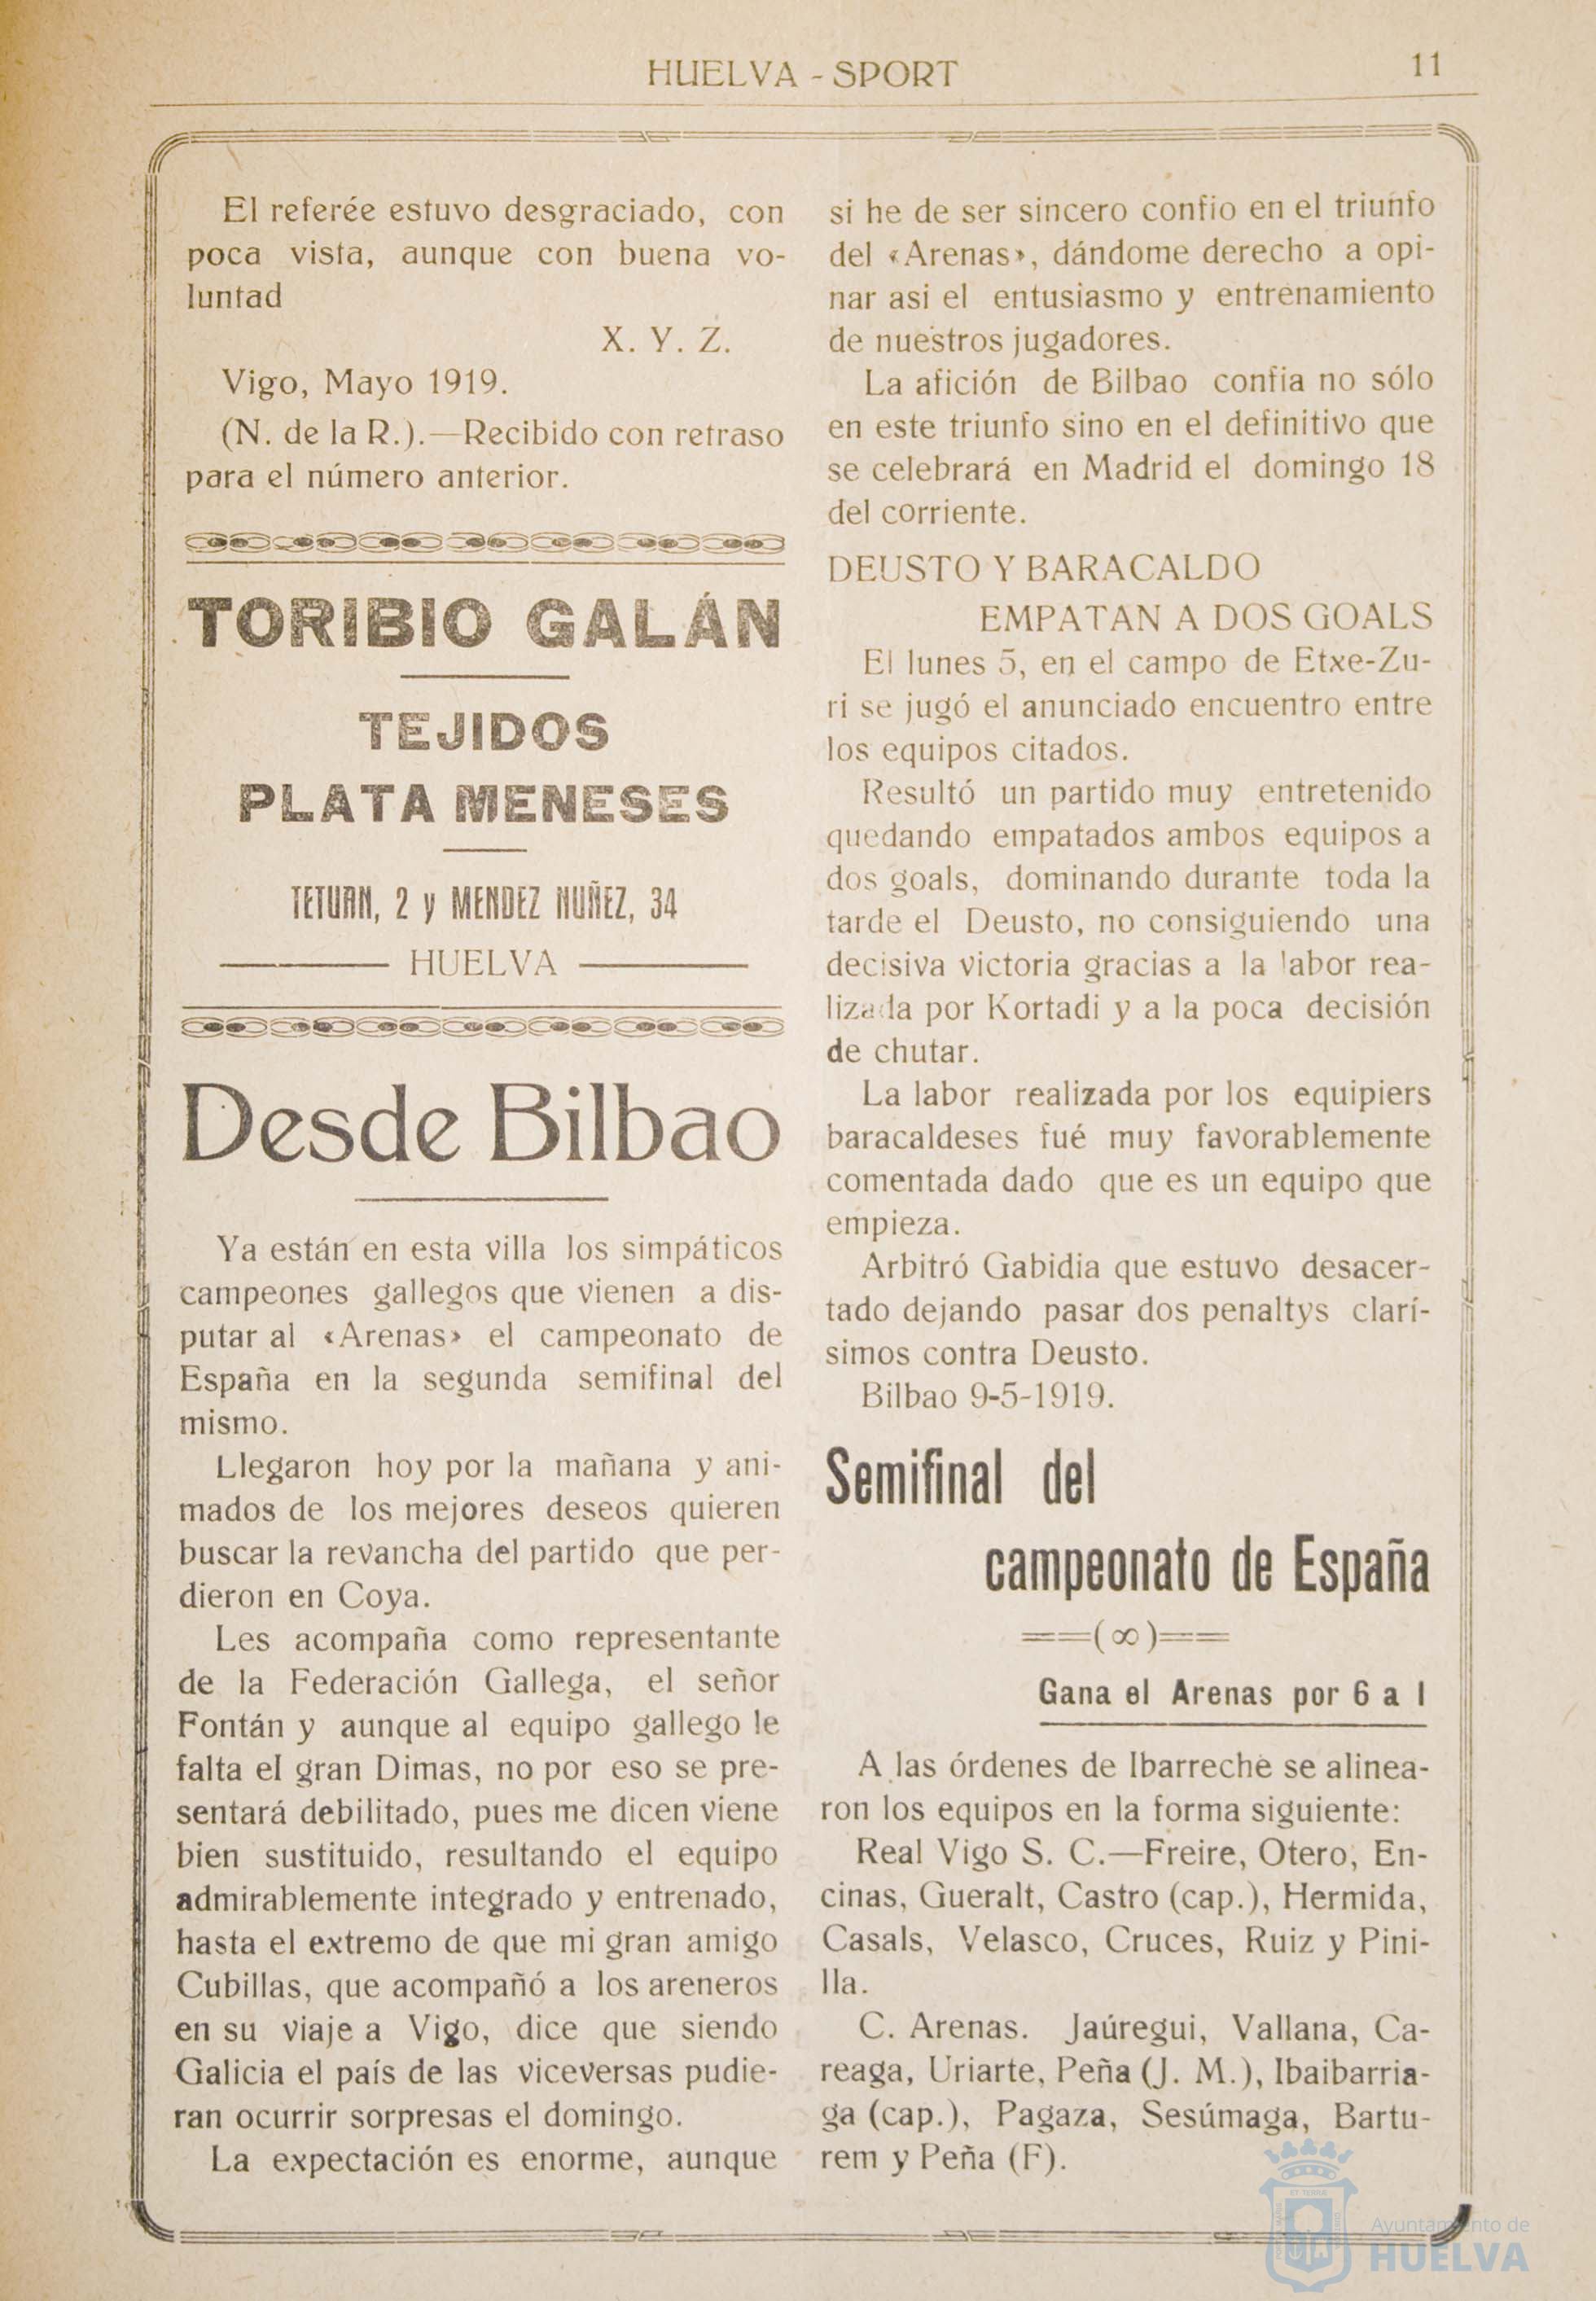 HUELVA - SPORT
11
El referée estuvo desgraciado, con
poca vista, aunque con buena vo-
luntad
X. Y. Z.
Vigo, Mayo 1919.
(N. de la R.).—Recibido con retraso
para el número anterior.
TORIBIO GALÁN
TEJIDOS
PLATA MENESES
TETUAN, 2 y MENDEZ NUÑEZ, 34
HUELVA
Desde Bilbao
Ya están en esta villa los simpáticos
campeones gallegos que vienen a dis-
putar al «Arenas» el campeonato de
España en la segunda semifinal del
mismo.
Llegaron hoy por la mañana y ani-
mados de los mejores deseos quieren
buscar la revancha del partido que per-
dieron en Coya.
Les acompaña como representante
de la Federación Gallega, el señor
Fontán y aunque al equipo gallego le
falta el gran Dimas, no por eso se pre-
sentará debilitado, pues me dicen viene
bien sustituido, resultando el equipo
admirablemente integrado y entrenado,
hasta el extremo de que mi gran amigo
Cubillas, que acompañó a los areneros
en su viaje a Vigo, dice que siendo
Galicia el país de las viceversas pudie-
ran ocurrir sorpresas el domingo.
La expectación es enorme, aunque
si he de ser sincero confio en el triunfo
del «Arenas», dándome derecho a opi-
nar asi el entusiasmo y entrenamiento
de nuestros jugadores.
La afición de Bilbao confia no sólo
en este triunfo sino en el definitivo que
se celebrará en Madrid el domingo 18
del corriente.
DEUSTO Y BARACALDO
EMPATAN A DOS GOALS
El lunes 5, en el campo de Etxe-Zu-
ri se jugó el anunciado encuentro entre
los equipos citados.
Resultó un partido muy entretenido
quedando empatados ambos equipos a
dos goals, dominando durante toda la
tarde el Deusto, no consiguiendo una
decisiva victoria gracias a la labor rea-
lizada por Kortadi y a la poca decisión
de chutar.
La labor realizada por los equipiers
baracaldeses fué muy favorablemente
comentada dado que es un equipo que
empieza.
Arbitró Gabidia que estuvo desacer-
tado dejando pasar dos penaltys clarí-
simos contra Deusto.
Bilbao 9-5-1919.
Semifinal del
campeonato de España
Gana el Arenas por 6 a 1
A las órdenes de Ibarreche se alinea-
ron los equipos en la forma siguiente:
Real Vigo S. C.—Freire, Otero, En-
cinas, Gueralt, Castro (cap.), Hermida,
Casals, Velasco, Cruces, Ruiz y Pini-
lla.
C. Arenas. Jaúregui, Vallana, Ca-
reaga, Uriarte, Peña (J. M.), Ibaibarria-
ga (cap.), Pagaza, Sesúmaga, Bartu-
rem y Peña (F).
Ayuntamiento de
HUELVA